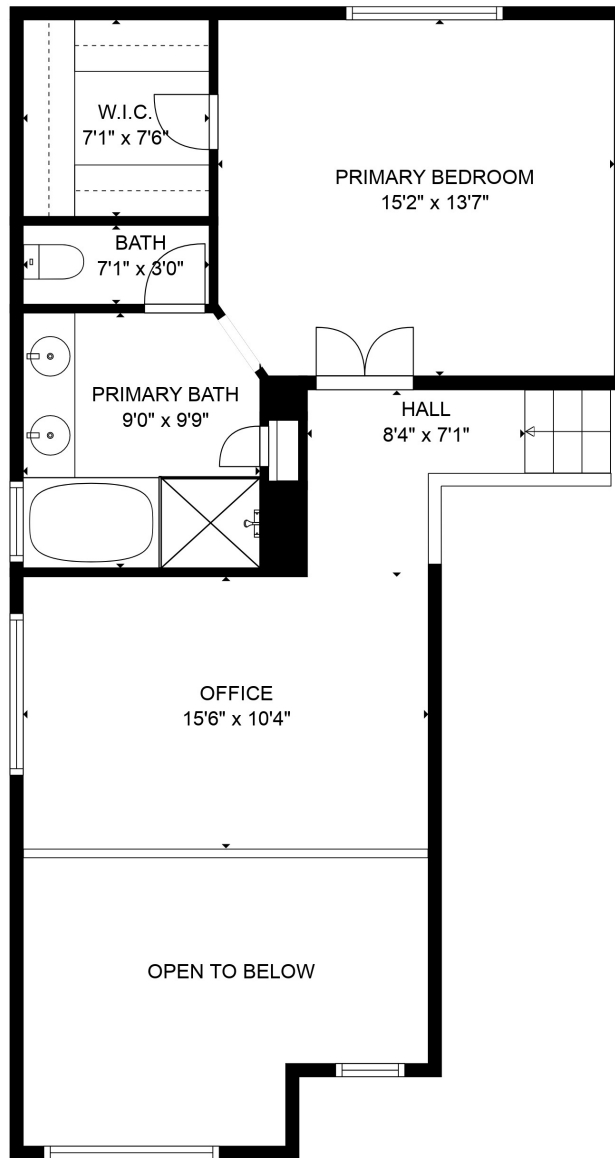 W.I.C.
7'1" x 7'6"
PRIMARY BEDROOM
15'2" x 13'7"
BATH
7'1" x 3'0"
PRIMARY BATH
9'0" x 9'9"
HALL
8'4" x 7'1"
OFFICE
15'6" x 10'4"
OPEN TO BELOW